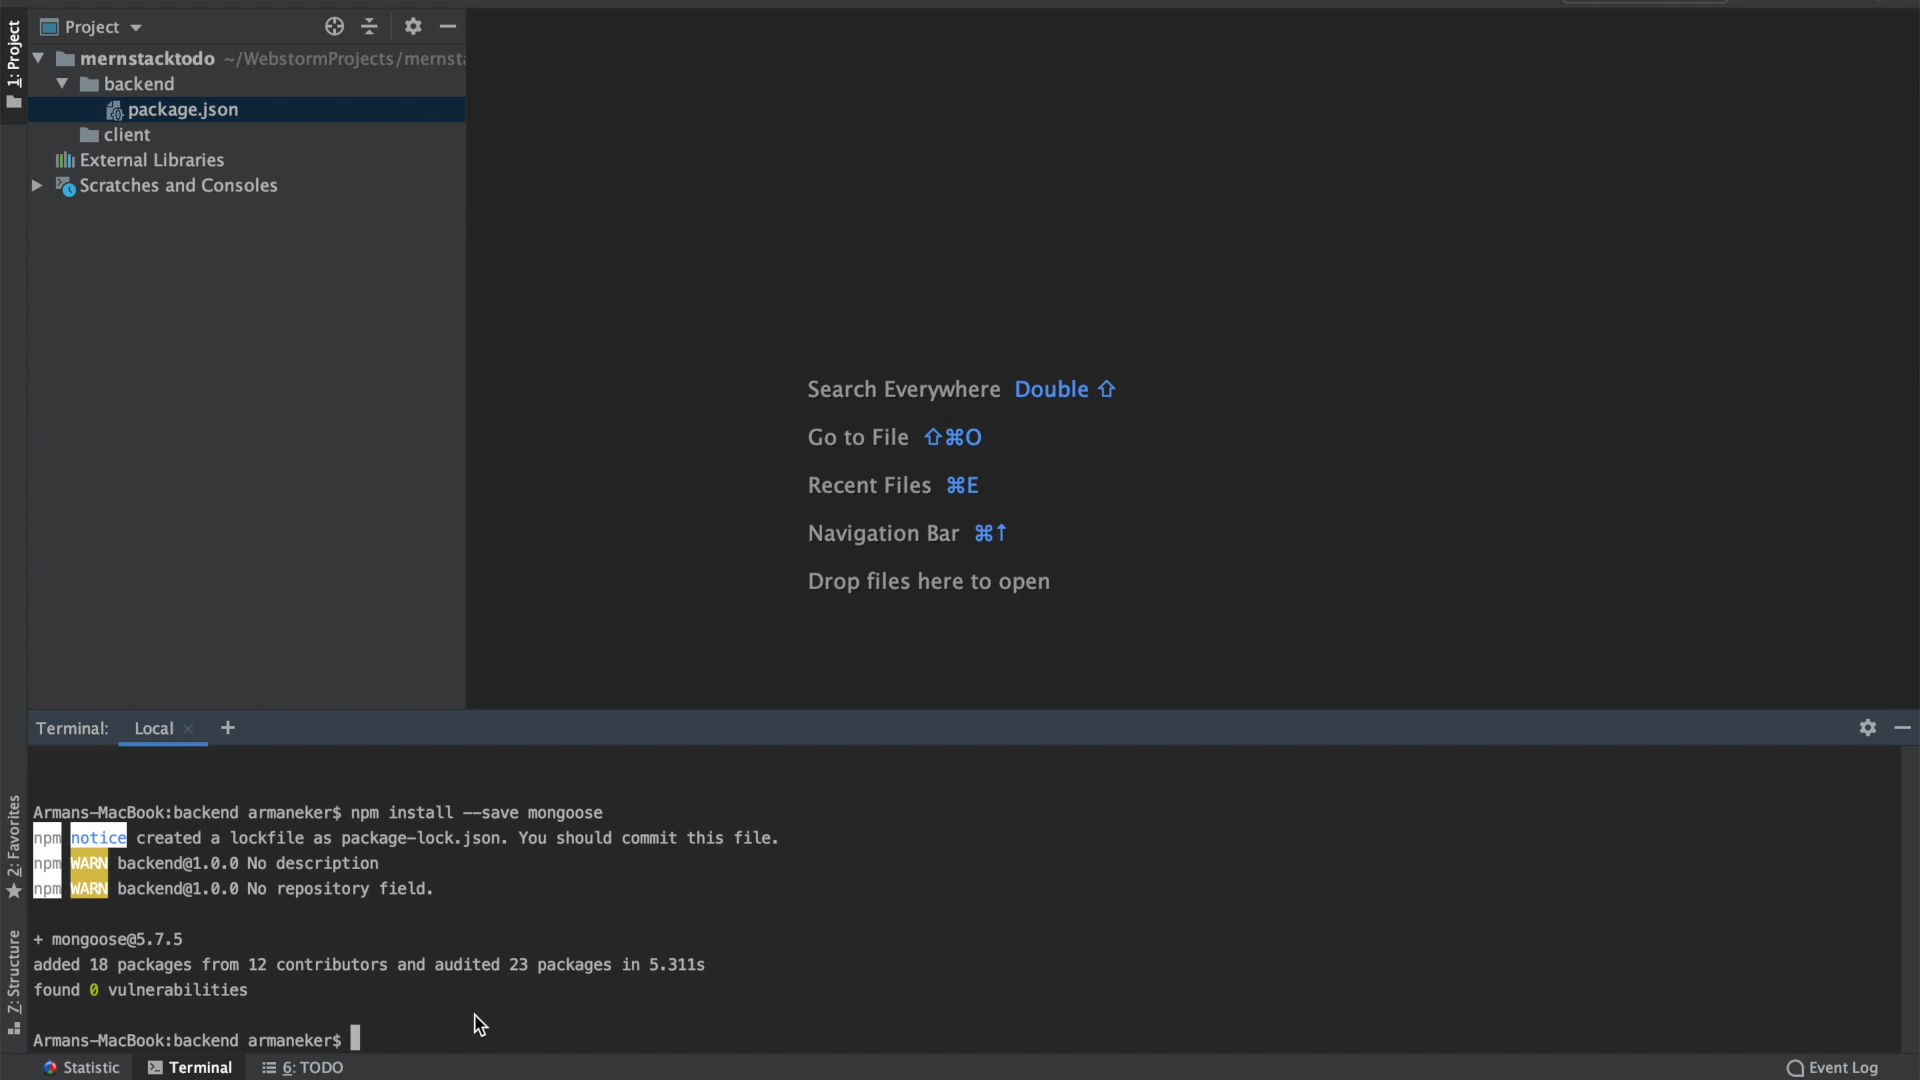 1: Project
Project
mernstacktodo ~/WebstormProjects/mernsta
backend
package.json
client
External Libraries
Scratches and Consoles
Search Everywhere Double ⇧
Go to File ⇧⌘O
Recent Files ⌘E
Navigation Bar ⌘↑
Drop files here to open
Terminal: Local × +
2: Favorites
Z: Structure
Armans-MacBook:backend armaneker$ npm install --save mongoose
npm notice created a lockfile as package-lock.json. You should commit this file.
npm WARN backend@1.0.0 No description
npm WARN backend@1.0.0 No repository field.
+ mongoose@5.7.5
added 18 packages from 12 contributors and audited 23 packages in 5.311s
found 0 vulnerabilities
Armans-MacBook:backend armaneker$
Statistic Terminal 6: TODO Event Log